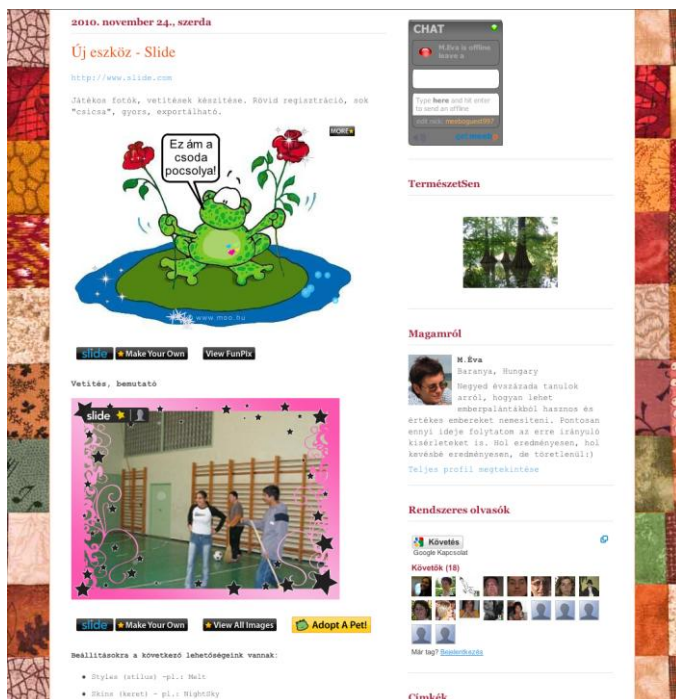 2010. november 24., szerda
Új eszköz - Slide
http://www.slide.com
Játékos fotók, vetítések készítése. Rövid regisztráció, sok
"csicsa", gyors, exportálható.
MORE
Ez ám a
csoda
pocsolya!
www.moo.hu
slide Make Your Own View FunPix
Vetítés, bemutató
slide
slide Make Your Own View All Images Adopt A Pet!
Beállításokra a következő lehetőségeink vannak:
Styles (stílus) -pl.: Melt
Skins (keret) - pl.: NightSky
CHAT
M.Éva is offline
leave a
Type here and hit enter
to send an offline
edit nick:
get meebo
TermészetSen
Magamról
M.Éva
Baranya, Hungary
Negyed évszázada tanulok
arról, hogyan lehet
emberpalántákból hasznos és
értékes embereket nemesíteni. Pontosan
ennyi ideje folytatom az erre irányuló
kísérleteket is. Hol eredményesen, hol
kevésbé eredményesen, de töretlenül:)
Teljes profil megtekintése
Rendszeres olvasók
Követés
Google Kapcsolat
Követők (18)
Már tag? Bejelentkezés
Címkék